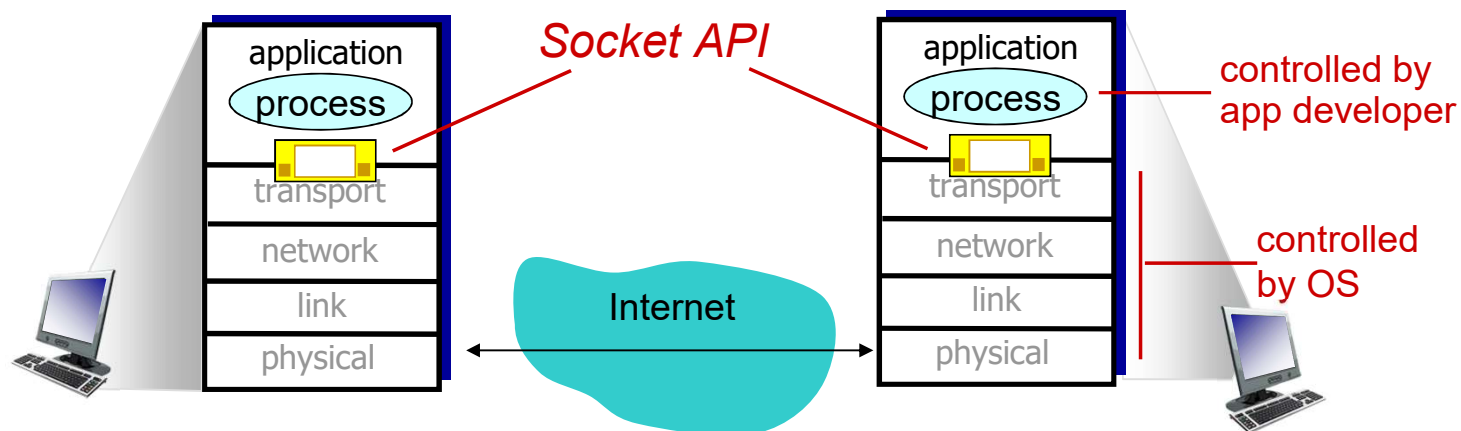 Socket API
application
process
transport
network
link
physical
Internet
application
process
transport
network
link
physical
controlled by
app developer
controlled
by OS